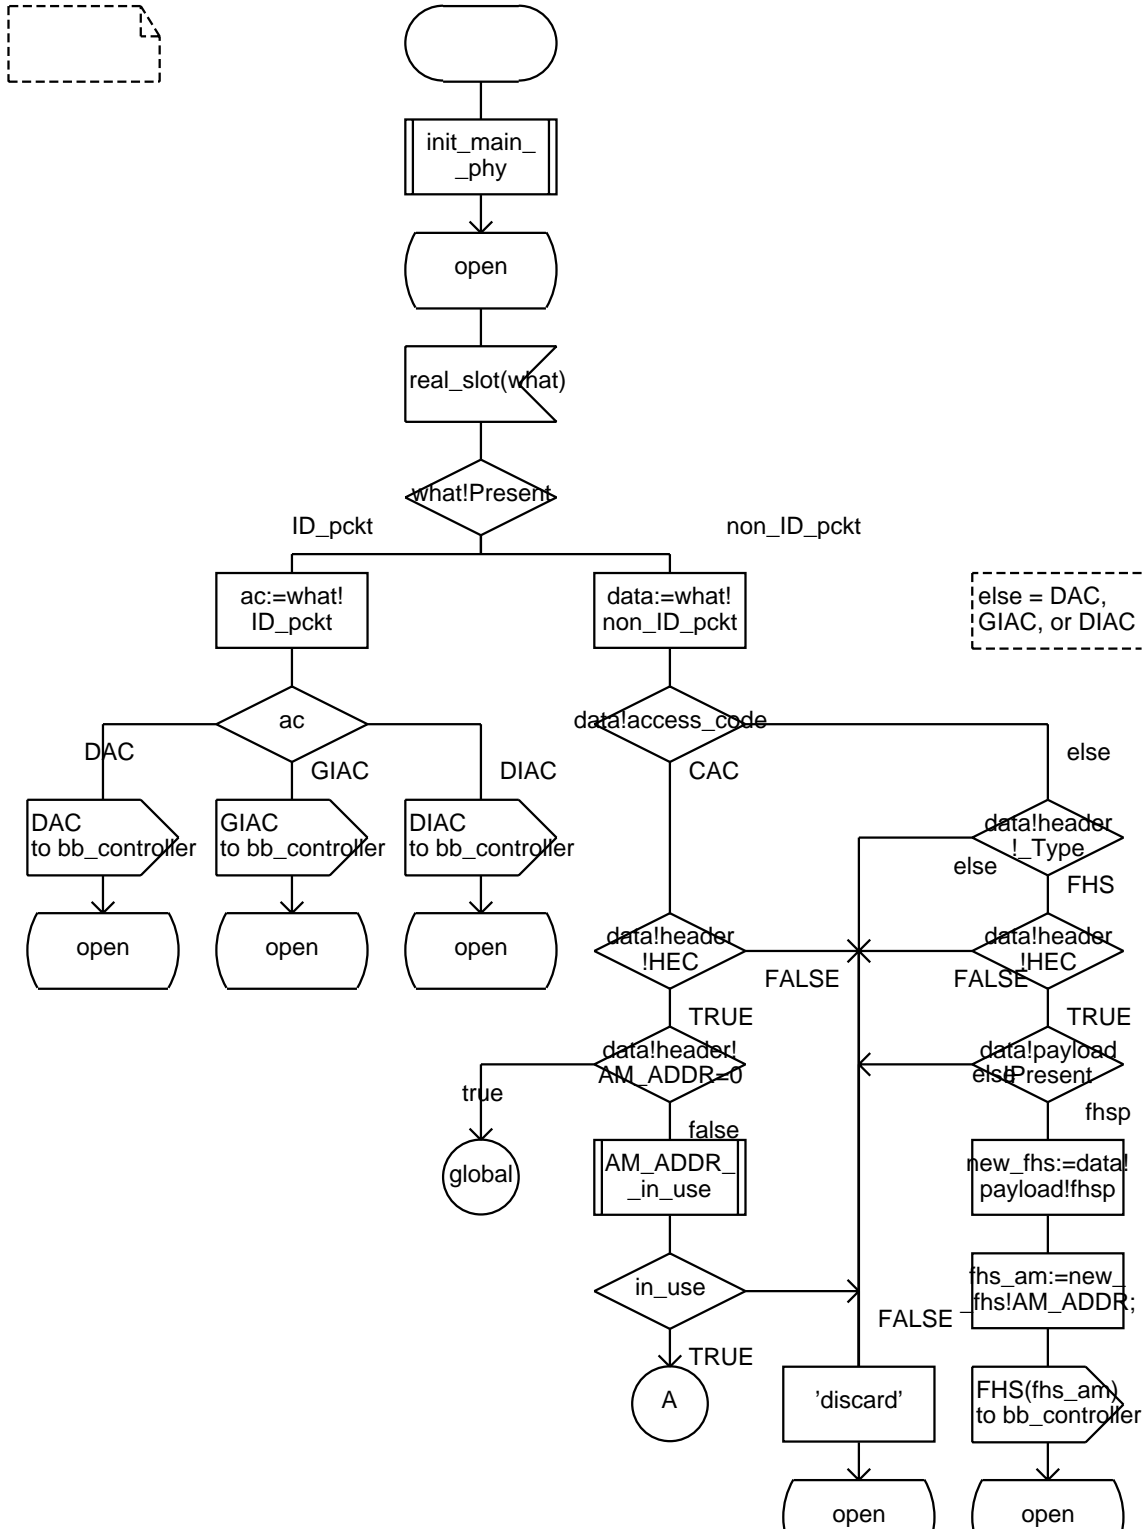 init_main_
_phy
open
real_slot(what)
what!Present
ID_pckt
non_ID_pckt
ac:=what!
ID_pckt
data:=what!
non_ID_pckt
else = DAC,
GIAC, or DIAC
ac
data!access_code
DAC
GIAC
DIAC
CAC
else
DAC
to bb_controller
GIAC
to bb_controller
DIAC
to bb_controller
data!header
!_Type
else
FHS
open
open
open
data!header
!HEC
FALSE
data!header
!HEC
FALSE
TRUE
TRUE
data!header!
AM_ADDR=0
data!payload
!Present
else
true
false
fhsp
global
AM_ADDR_
_in_use
new_fhs:=data!
payload!fhsp
in_use
FALSE
fhs_am:=new_
_fhs!AM_ADDR;
TRUE
A
'discard'
FHS(fhs_am)
to bb_controller
open
open